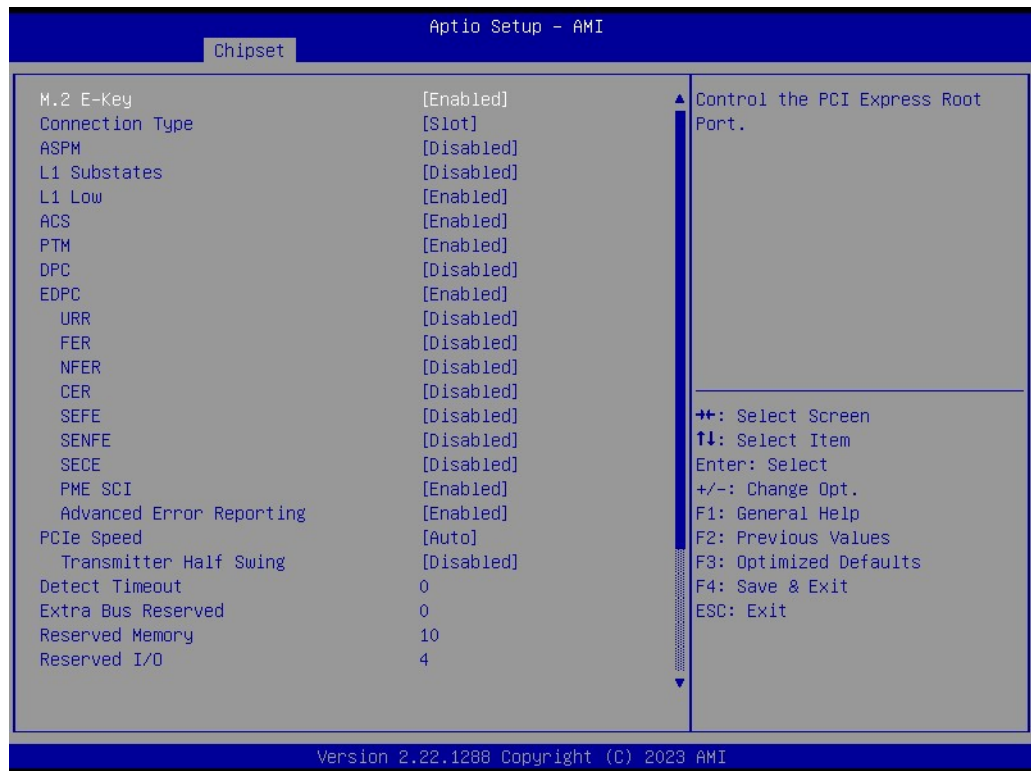 Aptio Setup – AMI
Chipset
M.2 E-Key [Enabled]
Connection Type [Slot]
ASPM [Disabled]
L1 Substates [Disabled]
L1 Low [Enabled]
ACS [Enabled]
PTM [Enabled]
DPC [Disabled]
EDPC [Enabled]
URR [Disabled]
FER [Disabled]
NFER [Disabled]
CER [Disabled]
SEFE [Disabled]
SENFE [Disabled]
SECE [Disabled]
PME SCI [Enabled]
Advanced Error Reporting [Enabled]
PCIe Speed [Auto]
Transmitter Half Swing [Disabled]
Detect Timeout 0
Extra Bus Reserved 0
Reserved Memory 10
Reserved I/O 4
Control the PCI Express Root
Port.
→←: Select Screen
↑↓: Select Item
Enter: Select
+/-: Change Opt.
F1: General Help
F2: Previous Values
F3: Optimized Defaults
F4: Save & Exit
ESC: Exit
Version 2.22.1288 Copyright (C) 2023 AMI